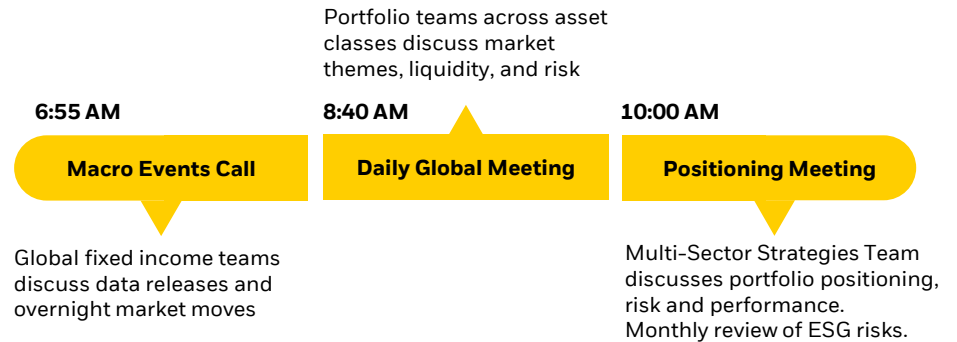 Portfolio teams across asset
classes discuss market
themes, liquidity, and risk
6:55 AM
8:40 AM
10:00 AM
Macro Events Call
Daily Global Meeting
Positioning Meeting
Global fixed income teams
discuss data releases and
overnight market moves
Multi-Sector Strategies Team
discusses portfolio positioning,
risk and performance.
Monthly review of ESG risks.